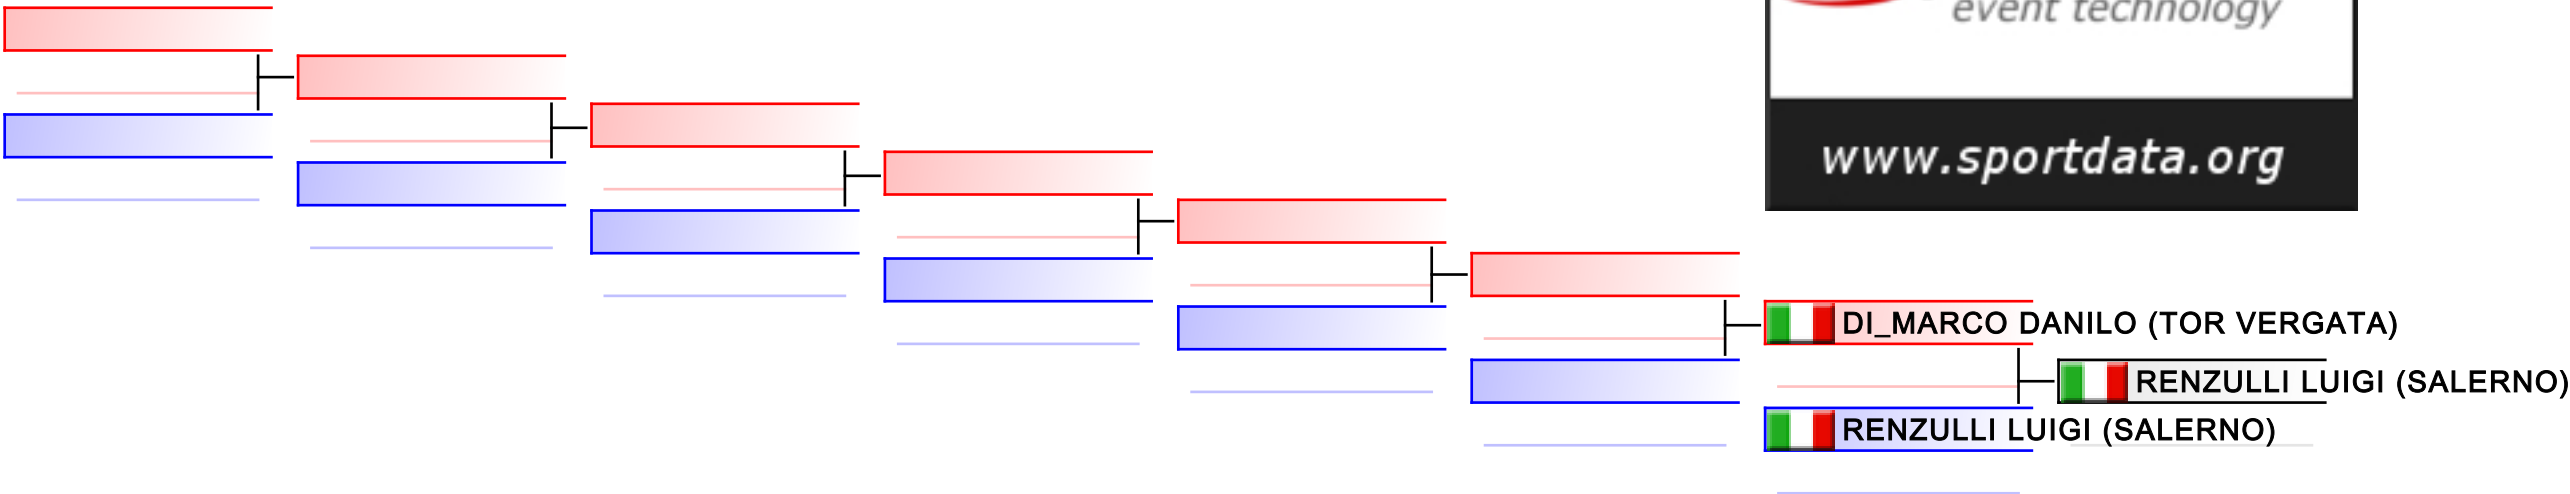 event technology
www.sportdata.org
DI_MARCO DANILO (TOR VERGATA)
RENZULLI LUIGI (SALERNO)
RENZULLI LUIGI (SALERNO)